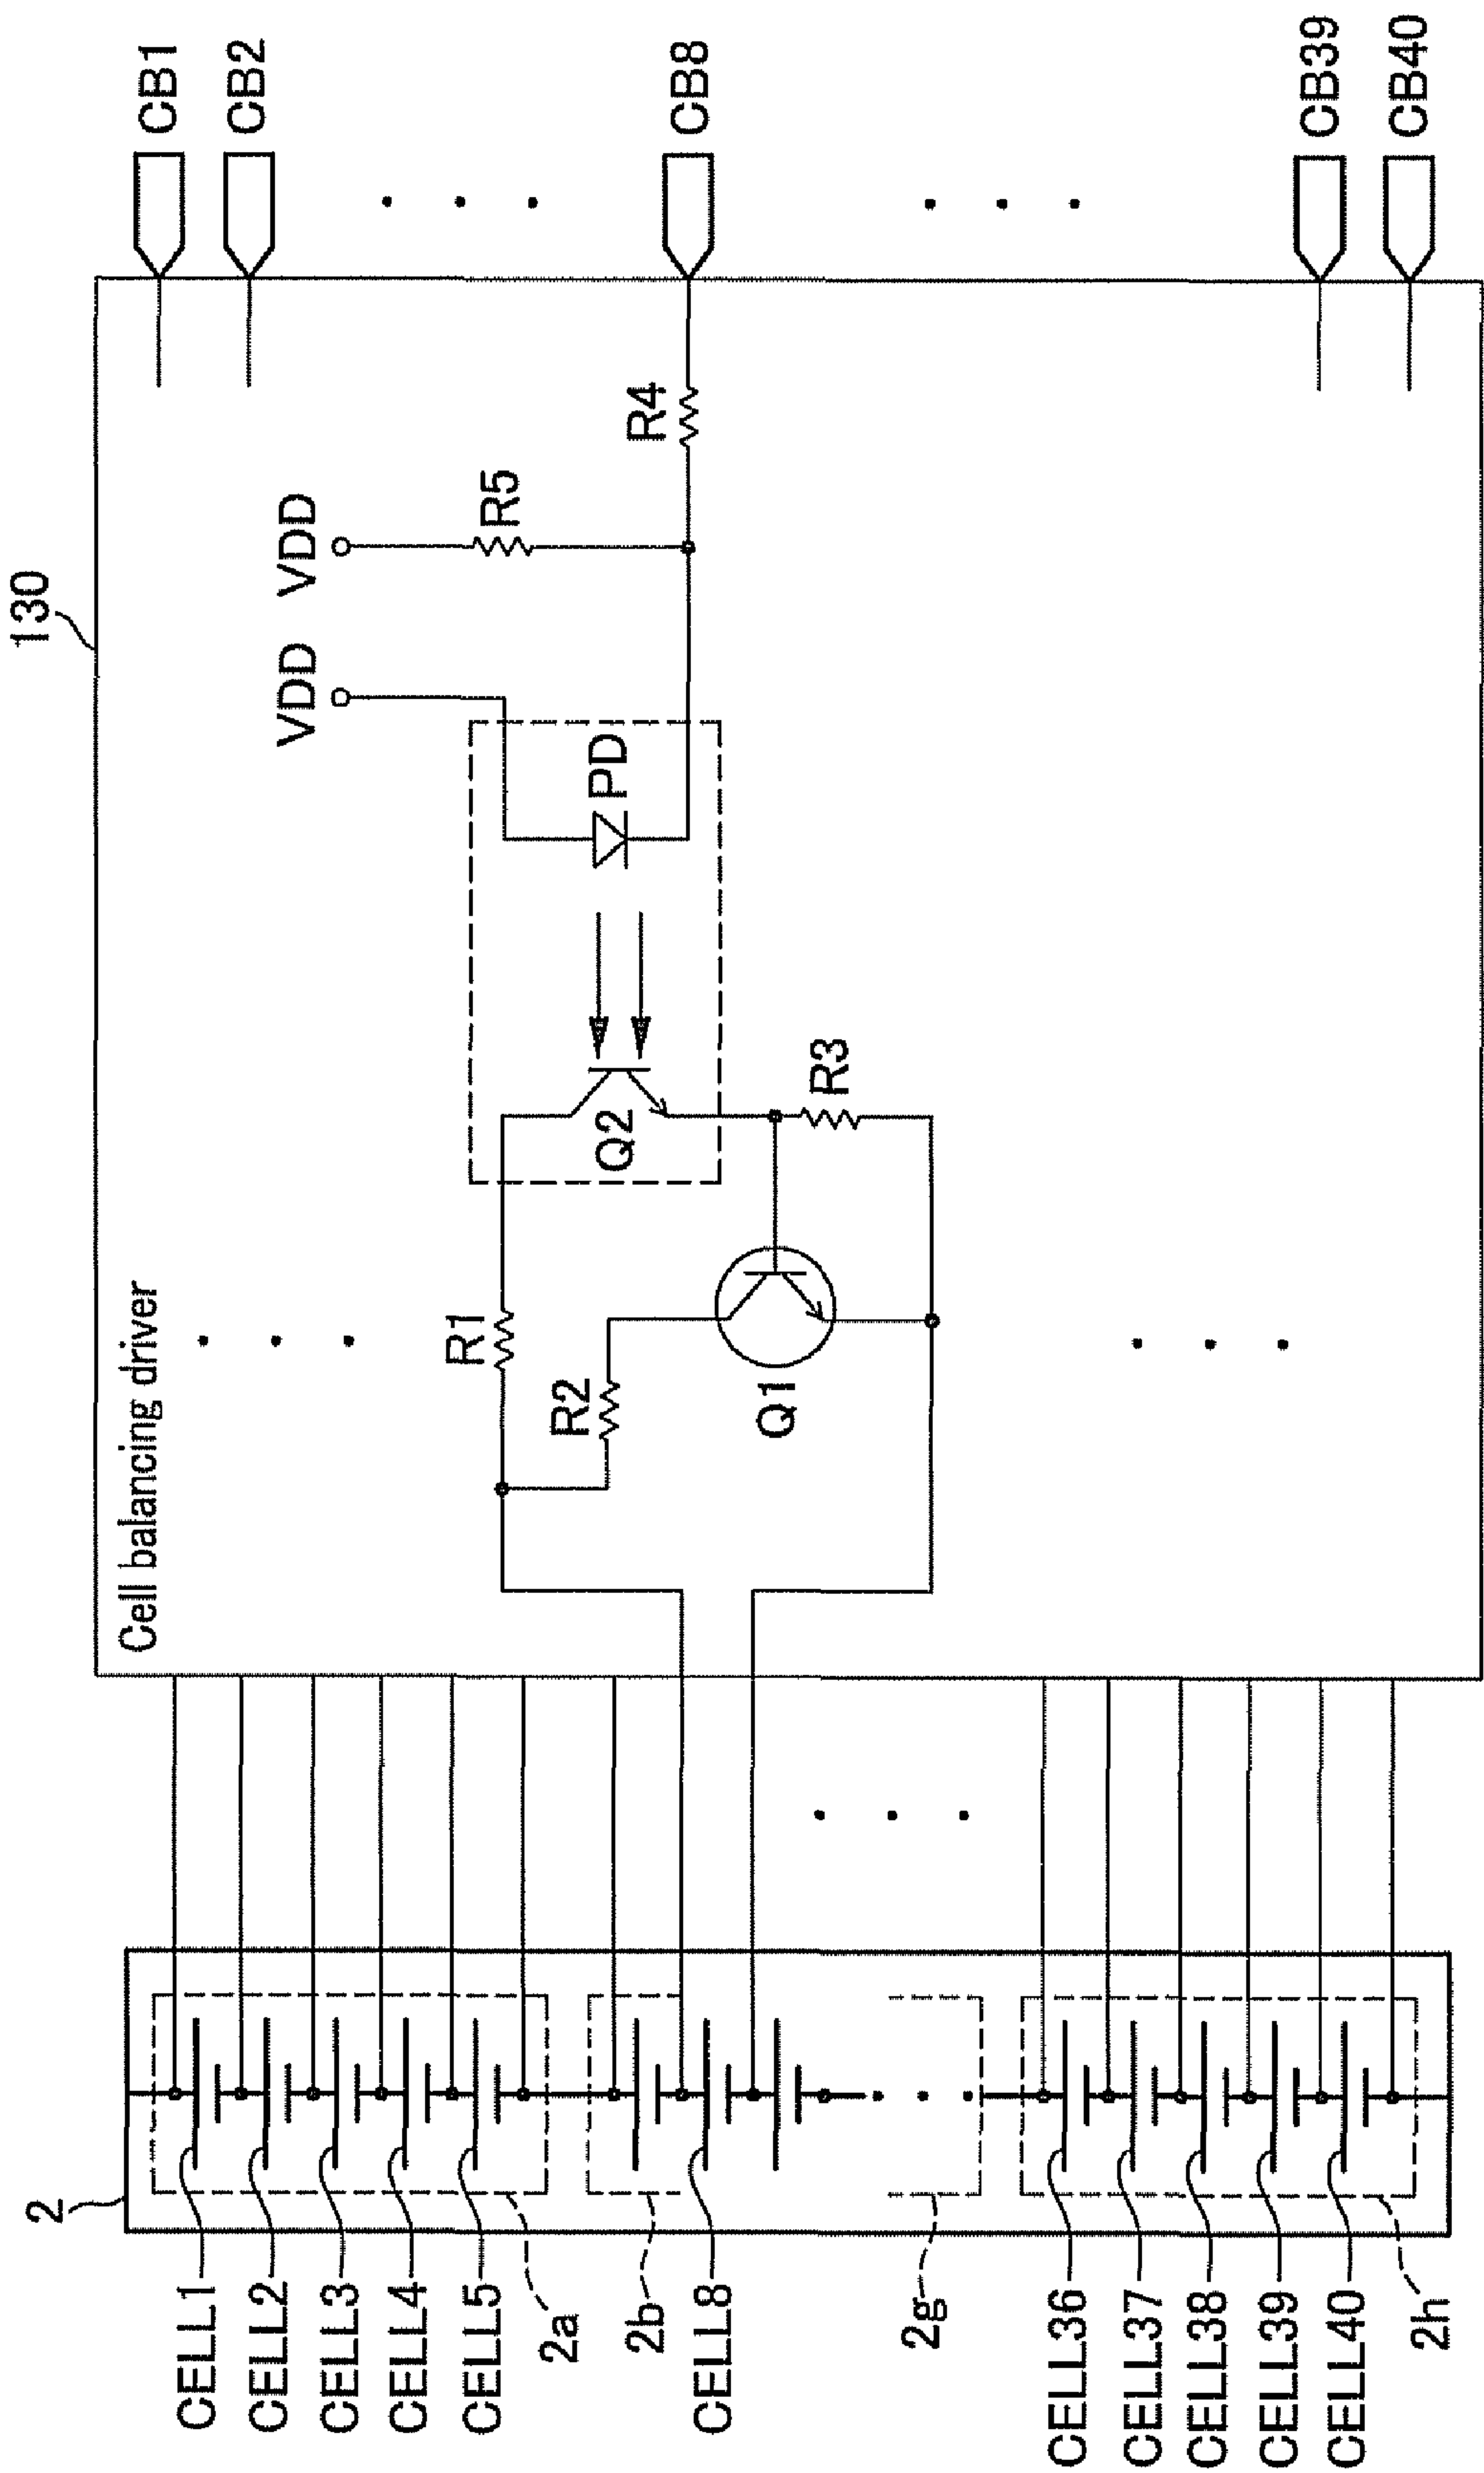 130
Cell balancing driver
CB1
CB2
CB8
CB39
CB40
VDD
VDD
R5
R4
PD
Q2
R3
R1
R2
Q1
2
CELL1
CELL2
CELL3
CELL4
CELL5
2a
2b
CELL8
2g
CELL36
CELL37
CELL38
CELL39
CELL40
2h